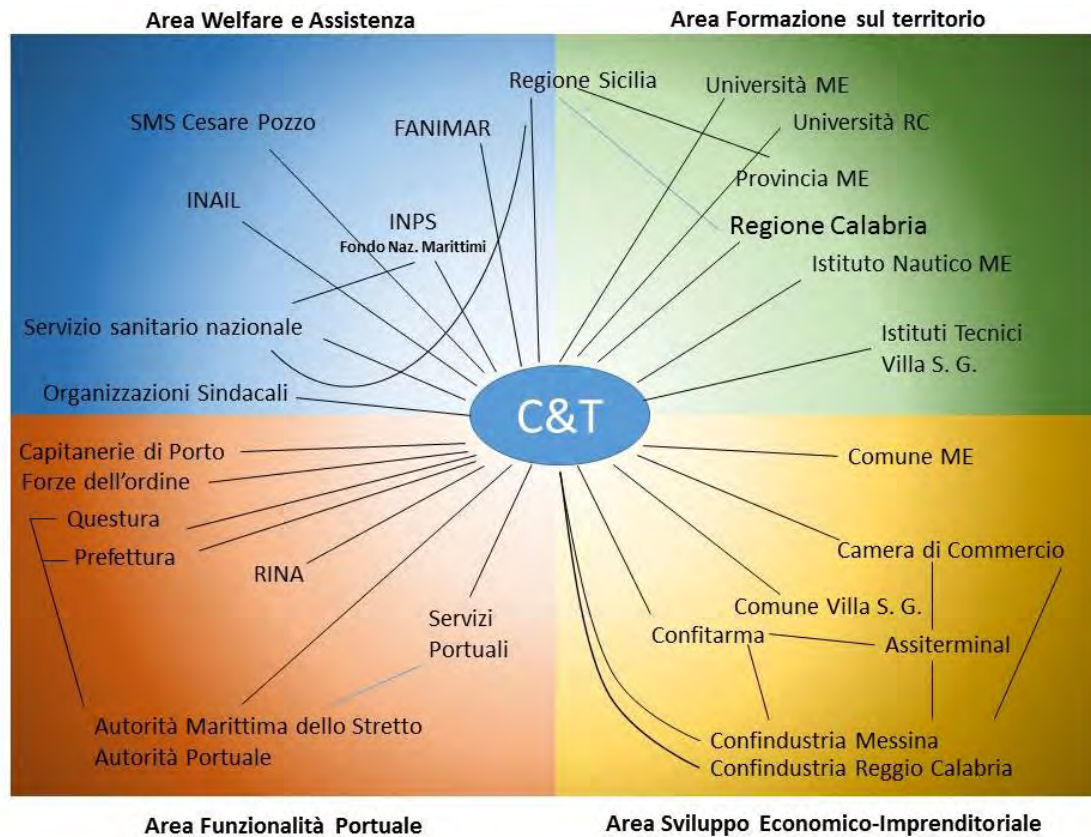 Area Welfare e Assistenza
Area Formazione sul territorio
Regione Sicilia
Università ME
SMS Cesare Pozzo
FANIMAR
Università RC
INAIL
Provincia ME
INPS
Fondo Naz. Marittimi
Regione Calabria
Istituto Nautico ME
Servizio sanitario nazionale
Istituti Tecnici
Villa S. G.
Organizzazioni Sindacali
C&T
Capitanerie di Porto
Forze dell'ordine
Questura
Prefettura
RINA
Servizi
Portuali
Autorità Marittima dello Stretto
Autorità Portuale
Comune ME
Camera di Commercio
Comune Villa S. G.
Confitarma
Assiterminal
Confindustria Messina
Confindustria Reggio Calabria
Area Funzionalità Portuale
Area Sviluppo Economico-Imprenditoriale